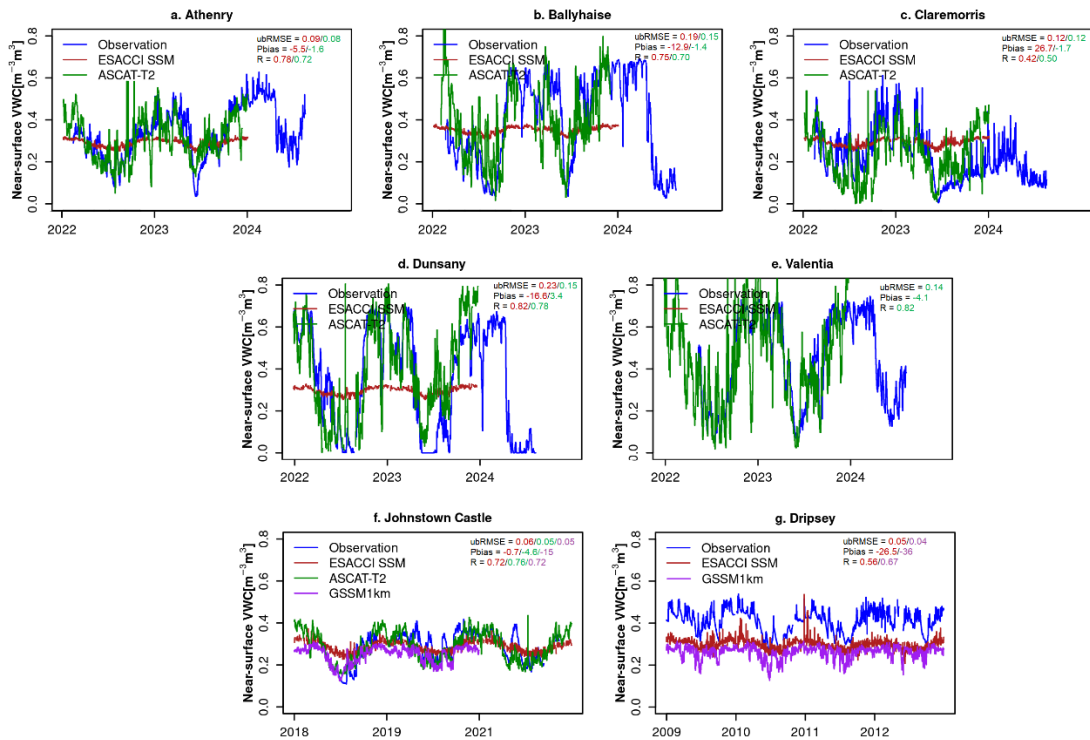 a. Athenry
Near-surface VWC[m⁻³m³]
0.8
0.6
0.4
0.2
0.0
Observation
ESACCI SSM
ASCAT-T2
ubRMSE = 0.09/0.08
Pbias = -5.5/-1.6
R = 0.78/0.72
2022
2023
2024
b. Ballyhaise
Near-surface VWC[m⁻³m³]
0.8
0.6
0.4
0.2
0.0
Observation
ESACCI SSM
ASCAT-T2
ubRMSE = 0.19/0.15
Pbias = -12.9/-1.4
R = 0.75/0.70
2022
2023
2024
c. Claremorris
Near-surface VWC[m⁻³m³]
0.8
0.6
0.4
0.2
0.0
Observation
ESACCI SSM
ASCAT-T2
ubRMSE = 0.12/0.12
Pbias = 26.7/-1.7
R = 0.42/0.50
2022
2023
2024
d. Dunsany
Near-surface VWC[m⁻³m³]
0.8
0.6
0.4
0.2
0.0
Observation
ESACCI SSM
ASCAT-T2
ubRMSE = 0.23/0.15
Pbias = -16.6/3.4
R = 0.82/0.78
2022
2023
2024
e. Valentia
Near-surface VWC[m⁻³m³]
0.8
0.6
0.4
0.2
0.0
Observation
ESACCI SSM
ASCAT-T2
ubRMSE = 0.14
Pbias = -4.1
R = 0.82
2022
2023
2024
f. Johnstown Castle
Near-surface VWC[m⁻³m³]
0.8
0.6
0.4
0.2
0.0
Observation
ESACCI SSM
ASCAT-T2
GSSM1km
ubRMSE = 0.06/0.05/0.05
Pbias = -0.7/-4.6/-15
R = 0.72/0.76/0.72
2018
2019
2021
g. Dripsey
Near-surface VWC[m⁻³m³]
0.8
0.6
0.4
0.2
0.0
Observation
ESACCI SSM
GSSM1km
ubRMSE = 0.05/0.04
Pbias = -26.5/-36
R = 0.56/0.67
2009
2010
2011
2012